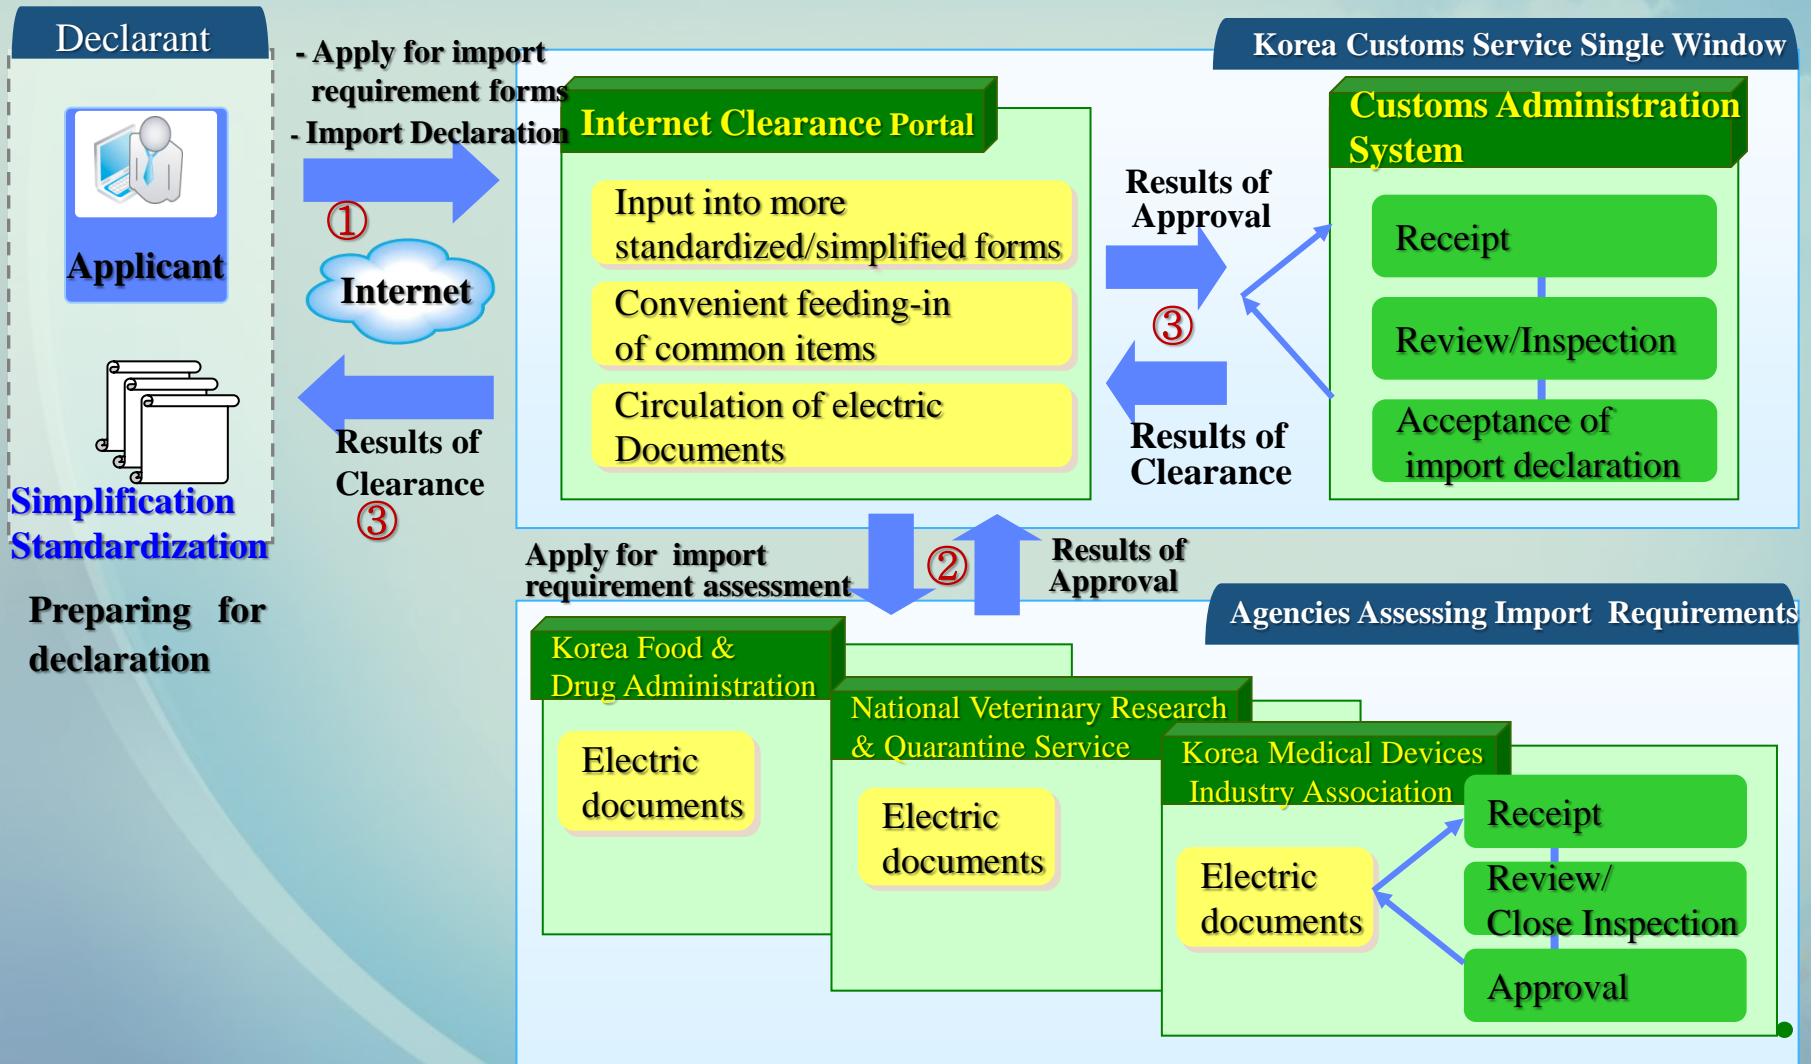 Declarant
Applicant
Simplification
Standardization
Preparing for
declaration
- Apply for import
requirement forms
- Import Declaration
①
Internet
Results of
Clearance
③
Korea Customs Service Single Window
Internet Clearance Portal
Input into more
standardized/simplified forms
Convenient feeding-in
of common items
Circulation of electric
Documents
Results of
Approval
③
Results of
Clearance
Customs Administration
System
Receipt
Review/Inspection
Acceptance of
import declaration
Apply for import
requirement assessment
②
Results of
Approval
Agencies Assessing Import Requirements
Korea Food &
Drug Administration
Electric
documents
National Veterinary Research
& Quarantine Service
Electric
documents
Korea Medical Devices
Industry Association
Electric
documents
Receipt
Review/
Close Inspection
Approval